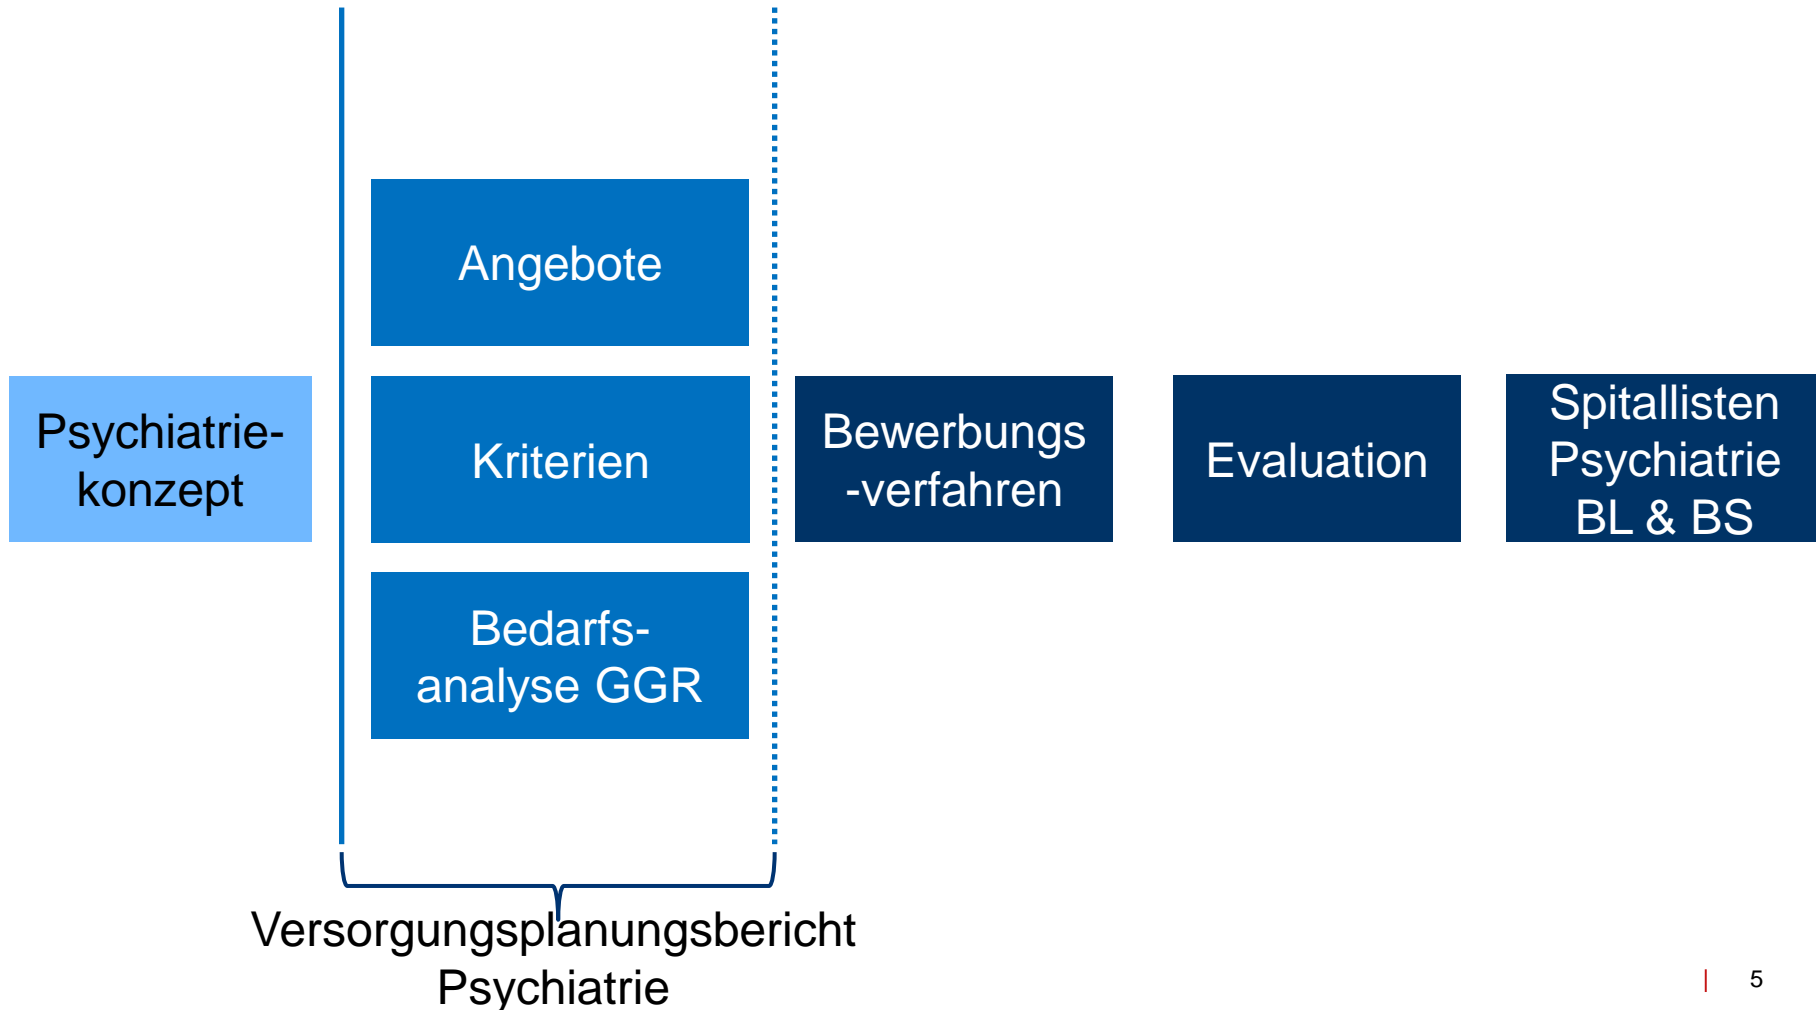 Psychiatrie-
konzept
Angebote
Kriterien
Bedarfs-
analyse GGR
Bewerbungs
-verfahren
Evaluation
Spitallisten
Psychiatrie
BL & BS
Versorgungsplanungsbericht
Psychiatrie
| 5